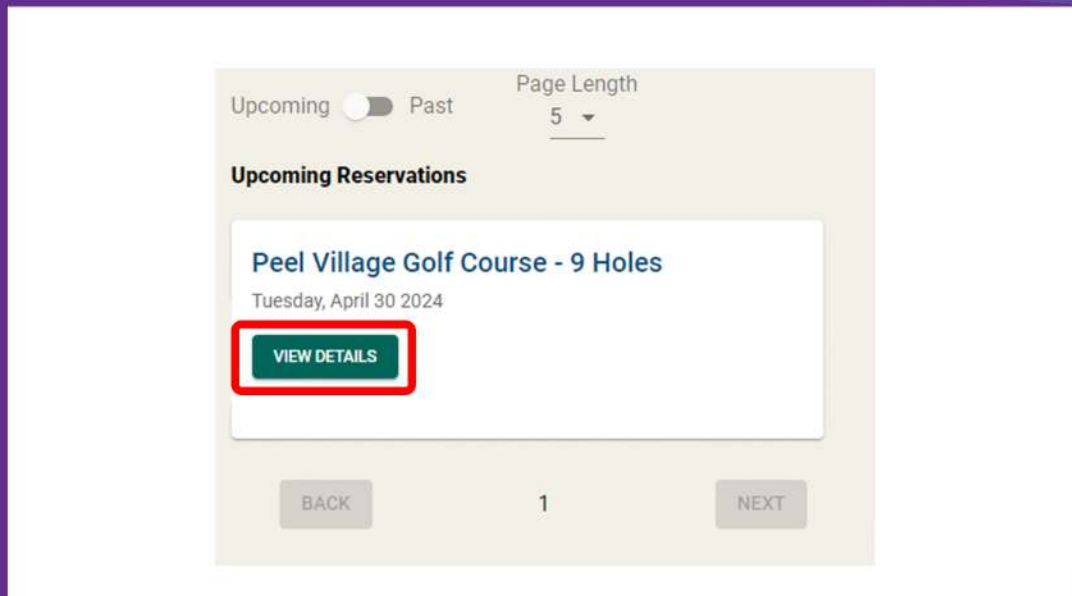 Page Length
Upcoming Past
5
Upcoming Reservations
Peel Village Golf Course - 9 Holes
Tuesday, April 30 2024
VIEW DETAILS
BACK 1 NEXT